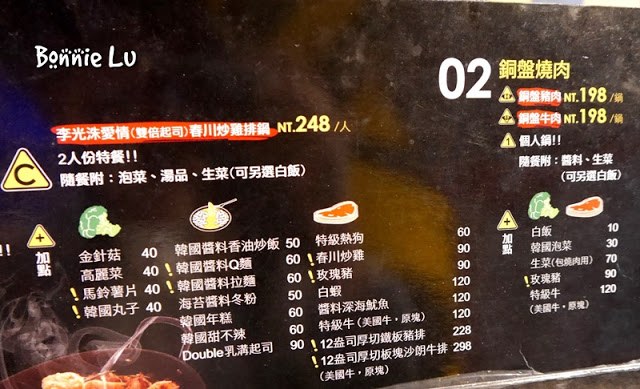 Bonnie Lu
李光洙愛情(雙倍起司)春川炒雞排鍋 NT.248 /人
C
2人份特餐!!
隨餐附：泡菜、湯品、生菜(可另選白飯)
!!
加點
金針菇 40
高麗菜 40
! 馬鈴薯片 40
! 韓國丸子 40
韓國醬料香油炒飯 50
! 韓國醬料Q麵 60
! 韓國醬料拉麵 60
海苔醬料冬粉 50
韓國年糕 60
韓國甜不辣 60
Double乳溝起司 90
特級熱狗 60
! 春川炒雞 90
! 玫瑰豬 90
白蝦 120
醬料深海魷魚 120
特級牛(美國牛·原塊) 120
! 12盎司厚切鐵板豬排 228
! 12盎司厚切板塊沙朗牛排 298
(美國牛·原塊)
02 銅盤燒肉
銅盤豬肉 NT.198 /鍋
銅盤牛肉 NT.198 /鍋
1 個人鍋!!
隨餐附：醬料、生菜
(可另選白飯)
加點
白飯 10
韓國泡菜 30
生菜(包燒肉用) 70
! 玫瑰豬 90
特級牛 120
(美國牛·原塊)